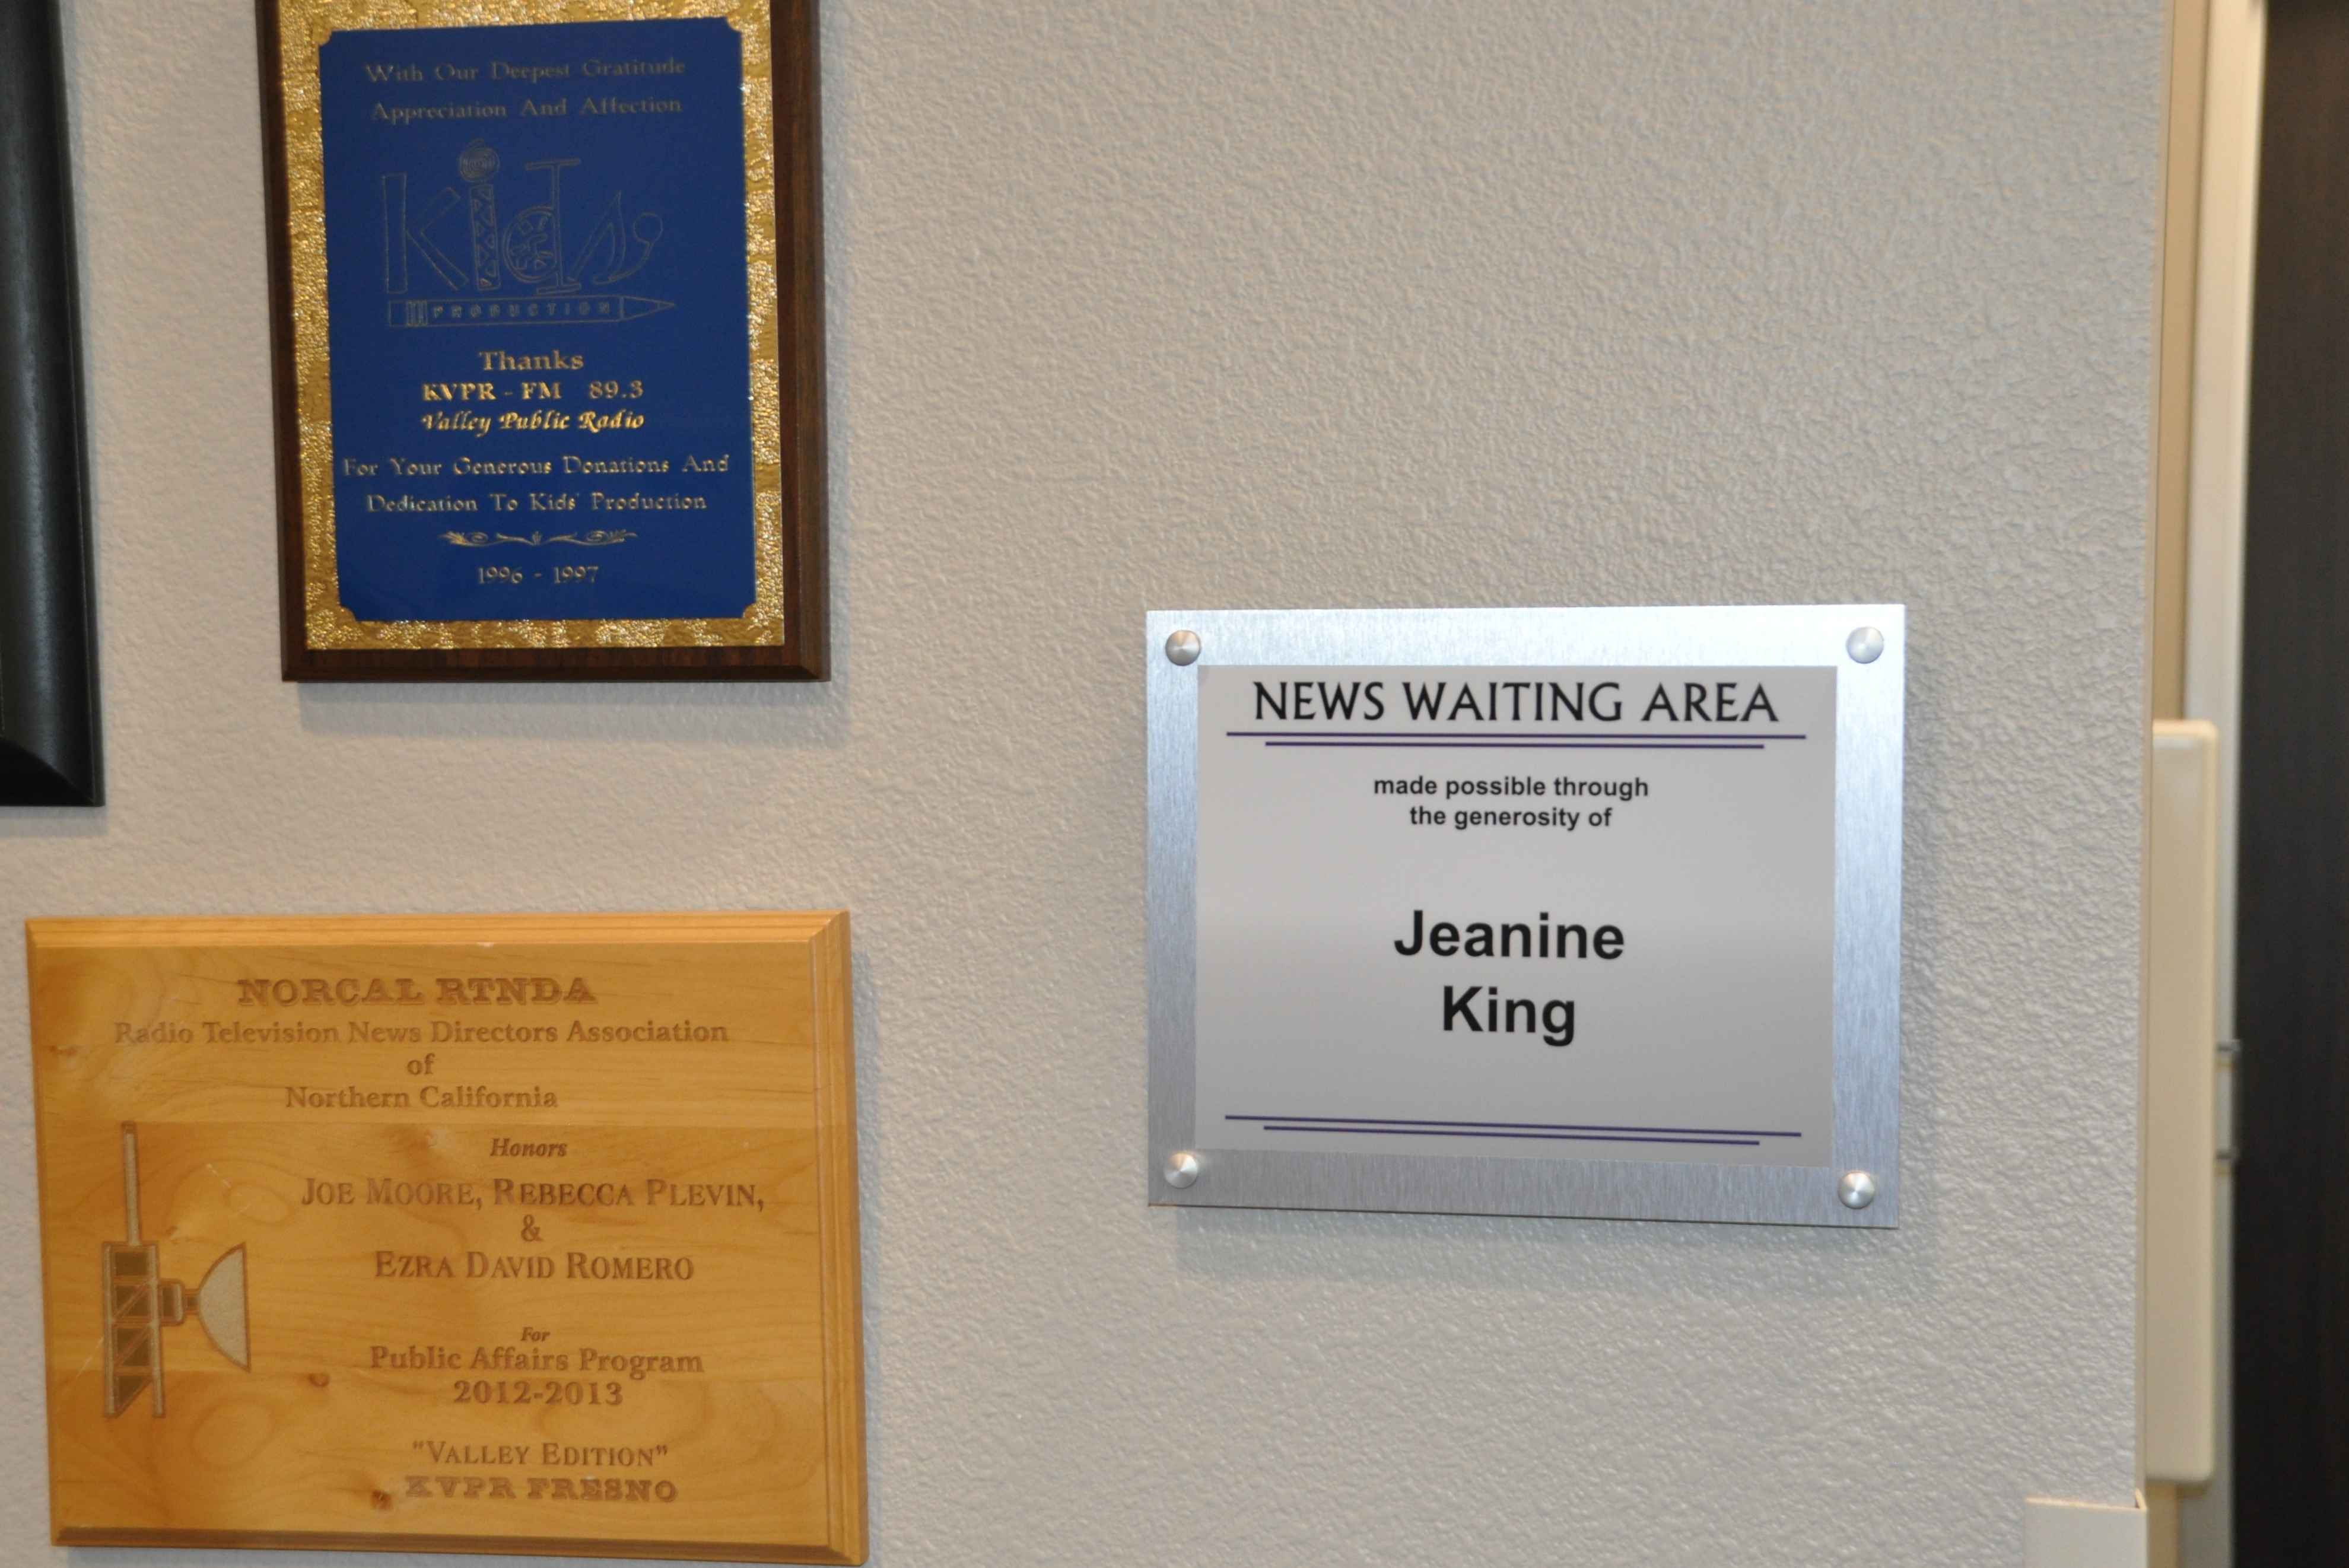 With Our Deepest Gratitude
Appreciation And Affection
Kids'
PRODUCTION
Thanks
KVPR - FM 89.3
Valley Public Radio
For Your Generous Donations And
Dedication To Kids' Production
1996 - 1997
NORCAL RTNDA
Radio Television News Directors Association
of
Northern California
Honors
JOE MOORE, REBECCA PLEVIN,
&
EZRA DAVID ROMERO
For
Public Affairs Program
2012-2013
"VALLEY EDITION"
KVPR FRESNO
NEWS WAITING AREA
made possible through
the generosity of
Jeanine
King